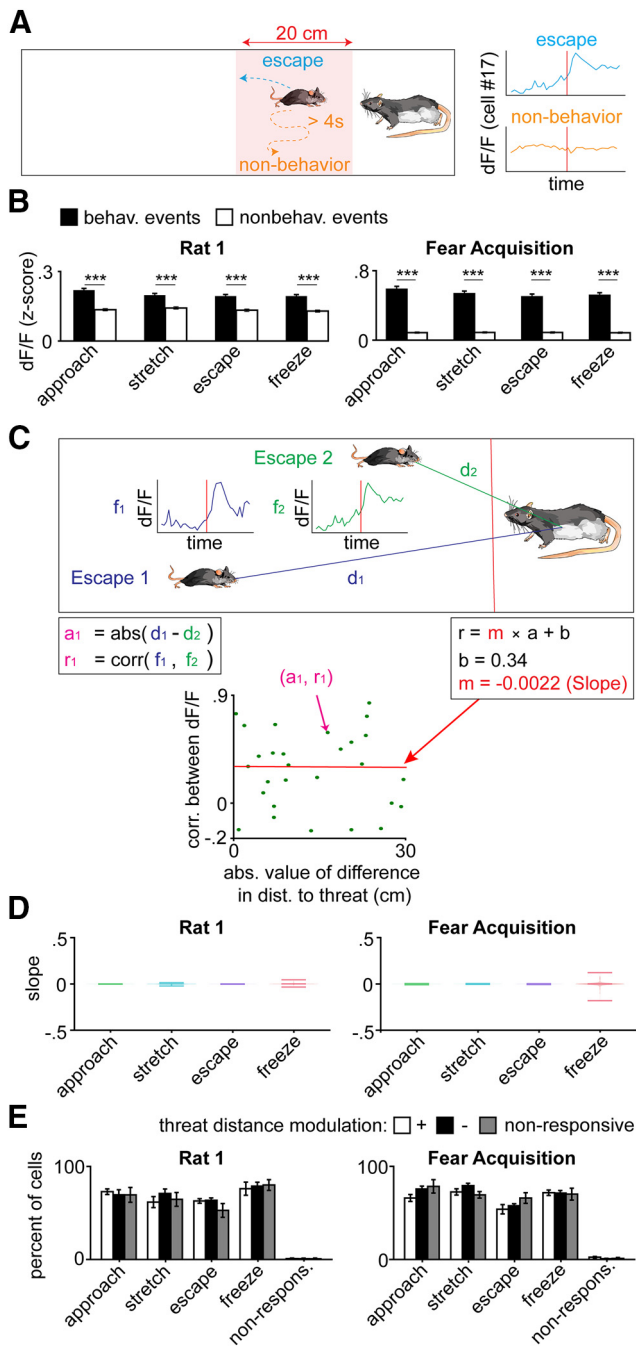 A
20 cm
escape
> 4s
non-behavior
dF/F (cell #17)
escape
non-behavior
time
B
behav. events nonbehav. events
Rat 1
dF/F (z-score)
.3
0
*** *** *** ***
approach stretch escape freeze
Fear Acquisition
.8
0
*** *** *** ***
approach stretch escape freeze
C
Escape 2
d2
f1 dF/F time
f2 dF/F time
Escape 1
d1
a1 = abs(d1 - d2)
r1 = corr(f1, f2)
r = m × a + b
b = 0.34
m = -0.0022 (Slope)
(a1, r1)
corr. between dF/F
.9
0
-.2
0 30
abs. value of difference
in dist. to threat (cm)
D
Rat 1
slope
.5
0
-.5
approach stretch escape freeze
Fear Acquisition
.5
0
-.5
approach stretch escape freeze
E
threat distance modulation: + - non-responsive
Rat 1
percent of cells
100
0
approach stretch escape freeze non-respons.
Fear Acquisition
100
0
approach stretch escape freeze non-respons.